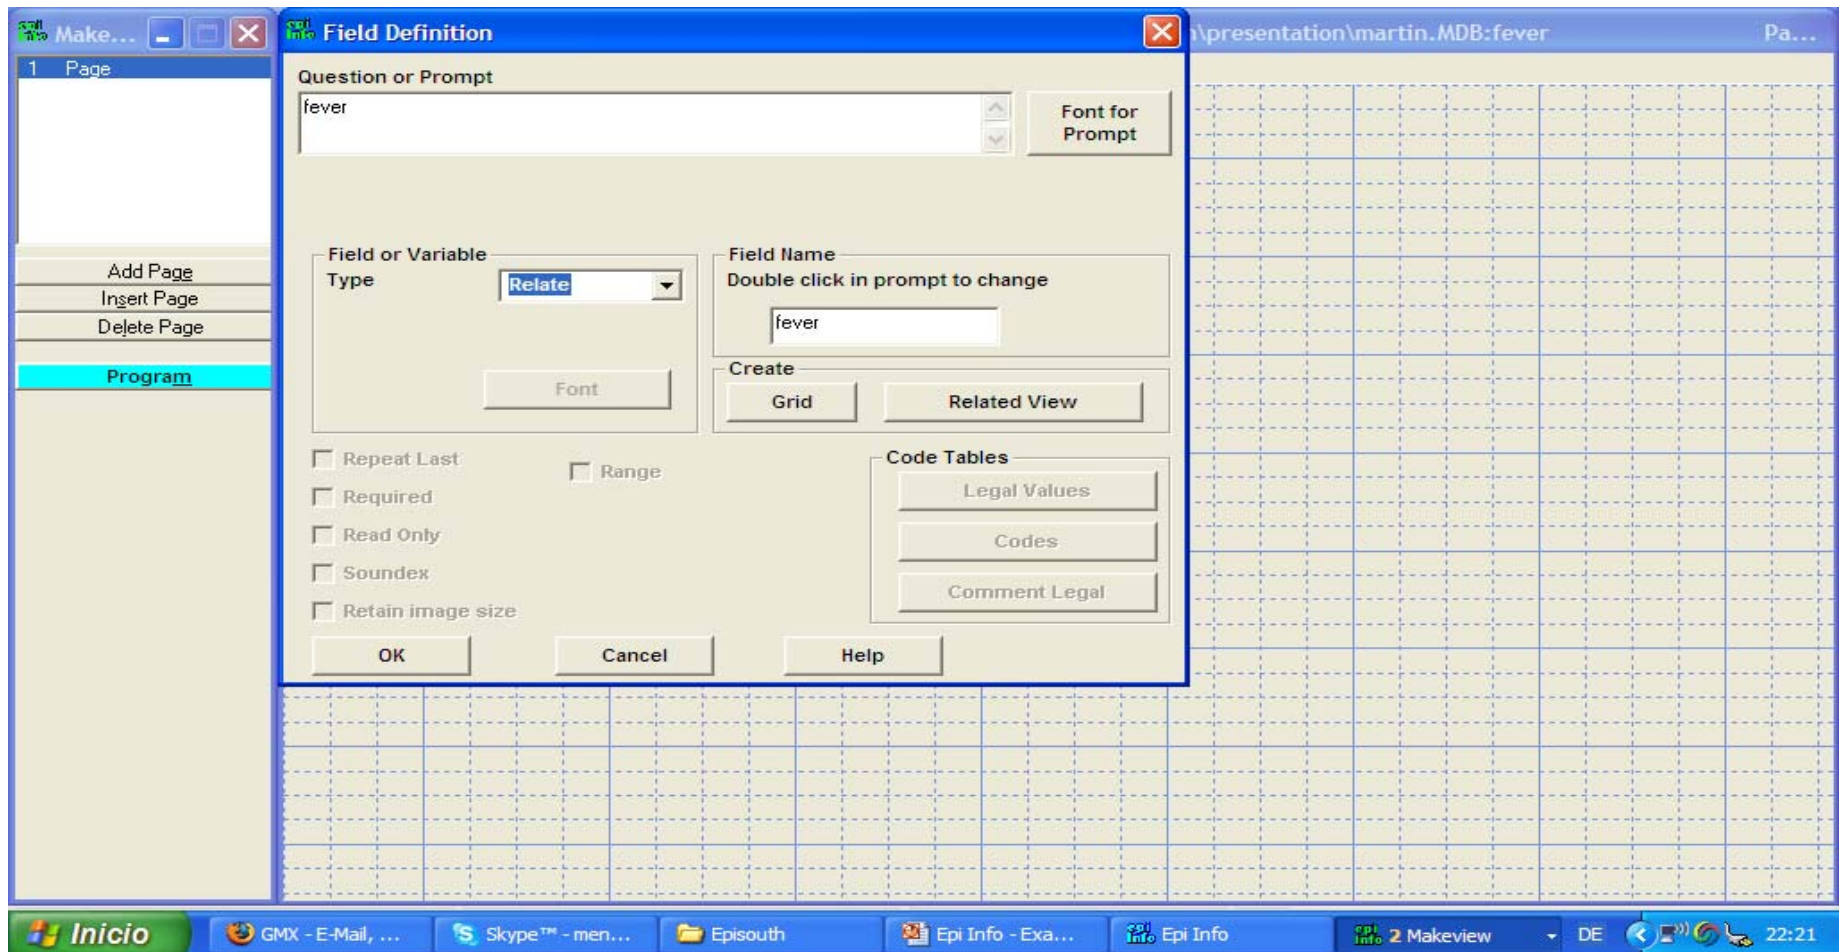 Make...
Field Definition
n\presentation\martin.MDB:fever
Pa...
1 Page
Add Page
Insert Page
Delete Page
Program
Question or Prompt
fever
Font for
Prompt
Field or Variable
Type
Relate
Font
Field Name
Double click in prompt to change
fever
Create
Grid
Related View
Repeat Last
Range
Required
Read Only
Soundex
Retain image size
Code Tables
Legal Values
Codes
Comment Legal
OK
Cancel
Help
Inicio
GMX - E-Mail, ...
Skype™ - men...
Episouth
Epi Info - Exa...
Epi Info
2 Makeview
DE
22:21